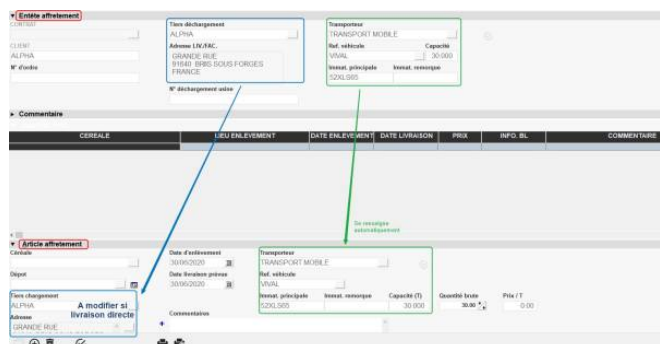 Entête affretement
CONTRAT
Tiers déchargement
ALPHA
Transporteur
TRANSPORT MOBILE
CLIENT
ALPHA
Adresse LIV./FAC.
GRANDE RUE
91640 BRIIS SOUS FORGES
FRANCE
Ref. véhicule
VIVAL
Capacité
30.000
N° d'ordre
Immat. principale
Immat. remorque
52XLS65
N° déchargement usine
Commentaire
CEREALE
LIEU ENLEVEMENT
DATE ENLEVEMENT
DATE LIVRAISON
PRIX
INFO. BL
COMMENTAIRE
Se renseigne
automatiquement
Article affretement
Céréale
Date d'enlèvement
30/06/2020
Transporteur
TRANSPORT MOBILE
Dépot
Date livraison prévue
30/06/2020
Ref. véhicule
VIVAL
Tiers chargement
ALPHA
A modifier si
livraison directe
Immat. principale
Immat. remorque
Capacité (T)
52XLS65
30.000
Quantité brute
30.00
Prix / T
0.00
Adresse
GRANDE RUE
Commentaires